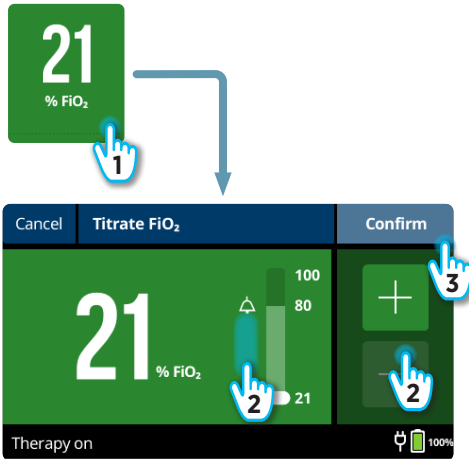 21
% FiO₂
1
Cancel Titrate FiO₂ Confirm
3
100
80
21 % FiO₂
2
21
2
Therapy on 100%